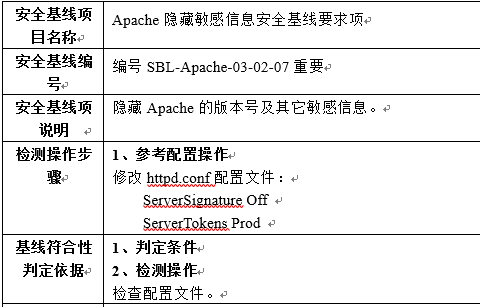 安全基线项
目名称
Apache 隐藏敏感信息安全基线要求项
安全基线编
号
编号 SBL-Apache-03-02-07 重要
安全基线项
说明
隐藏 Apache 的版本号及其它敏感信息。
检测操作步
骤
1、参考配置操作
修改 httpd.conf 配置文件：
ServerSignature Off
ServerTokens Prod
基线符合性
判定依据
1、判定条件
2、检测操作
检查配置文件。